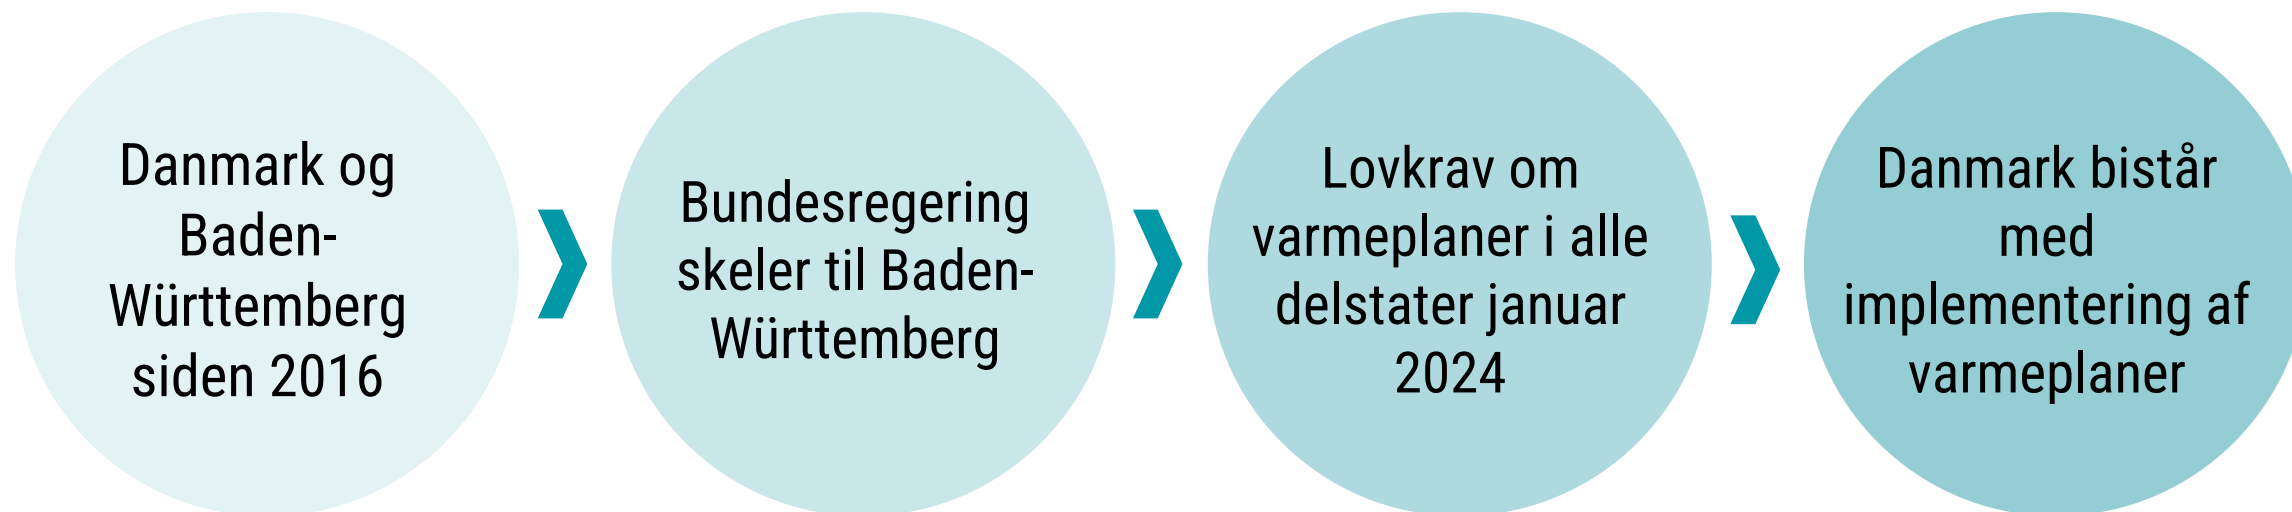 Danmark og
Baden-
Württemberg
siden 2016
Bundesregering
skeler til Baden-
Württemberg
Lovkrav om
varmeplaner i alle
delstater januar
2024
Danmark bistår
med
implementering af
varmeplaner